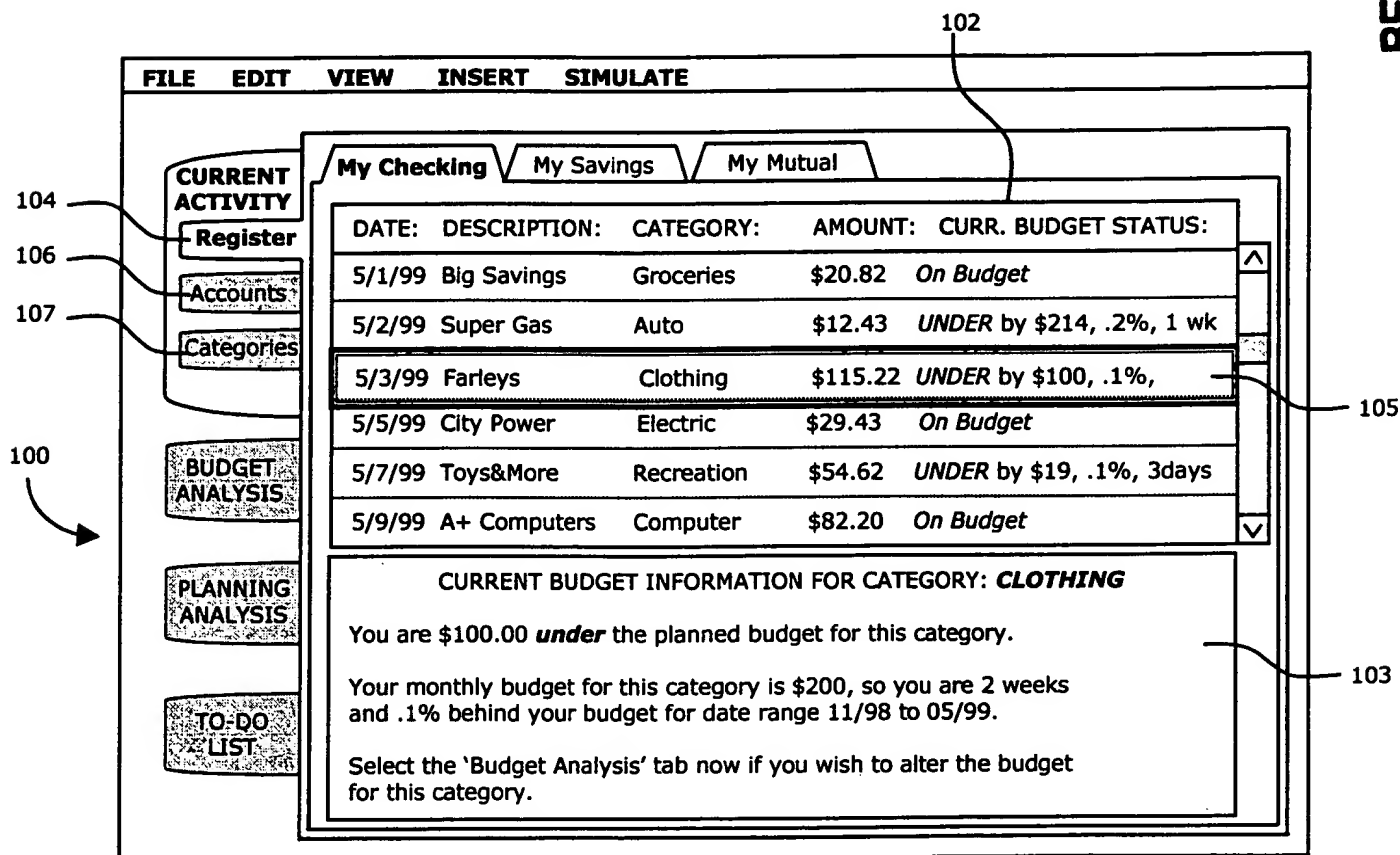 102
FILE EDIT VIEW INSERT SIMULATE
My Checking My Savings My Mutual
CURRENT
ACTIVITY
104
Register
106
Accounts
107
Categories
DATE: DESCRIPTION: CATEGORY: AMOUNT: CURR. BUDGET STATUS:
5/1/99 Big Savings Groceries $20.82 On Budget
5/2/99 Super Gas Auto $12.43 UNDER by $214, .2%, 1 wk
5/3/99 Farleys Clothing $115.22 UNDER by $100, .1%,
105
5/5/99 City Power Electric $29.43 On Budget
5/7/99 Toys&More Recreation $54.62 UNDER by $19, .1%, 3days
5/9/99 A+ Computers Computer $82.20 On Budget
100
BUDGET
ANALYSIS
PLANNING
ANALYSIS
TO-DO
LIST
CURRENT BUDGET INFORMATION FOR CATEGORY: CLOTHING
You are $100.00 under the planned budget for this category.
103
Your monthly budget for this category is $200, so you are 2 weeks
and .1% behind your budget for date range 11/98 to 05/99.
Select the 'Budget Analysis' tab now if you wish to alter the budget
for this category.